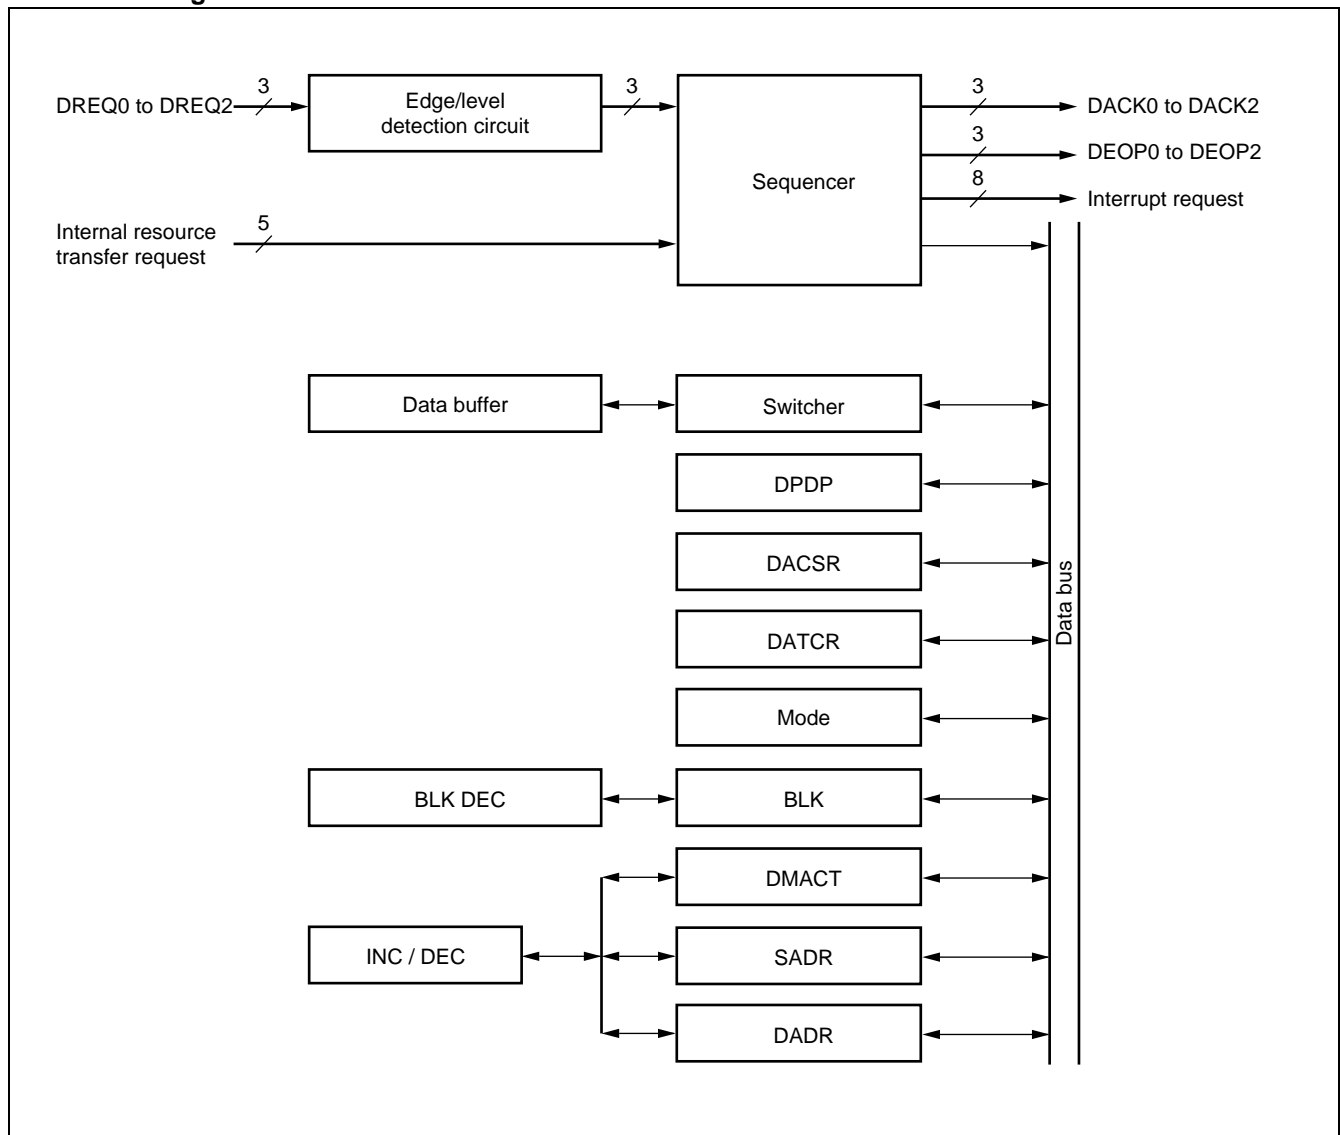 3
3
3
DREQ0 to DREQ2
Edge/level
detection circuit
DACK0 to DACK2
3
DEOP0 to DEOP2
Sequencer
8
Interrupt request
5
Internal resource
transfer request
Data buffer
Switcher
DPDP
DACSR
Data bus
DATCR
Mode
BLK DEC
BLK
DMACT
INC / DEC
SADR
DADR